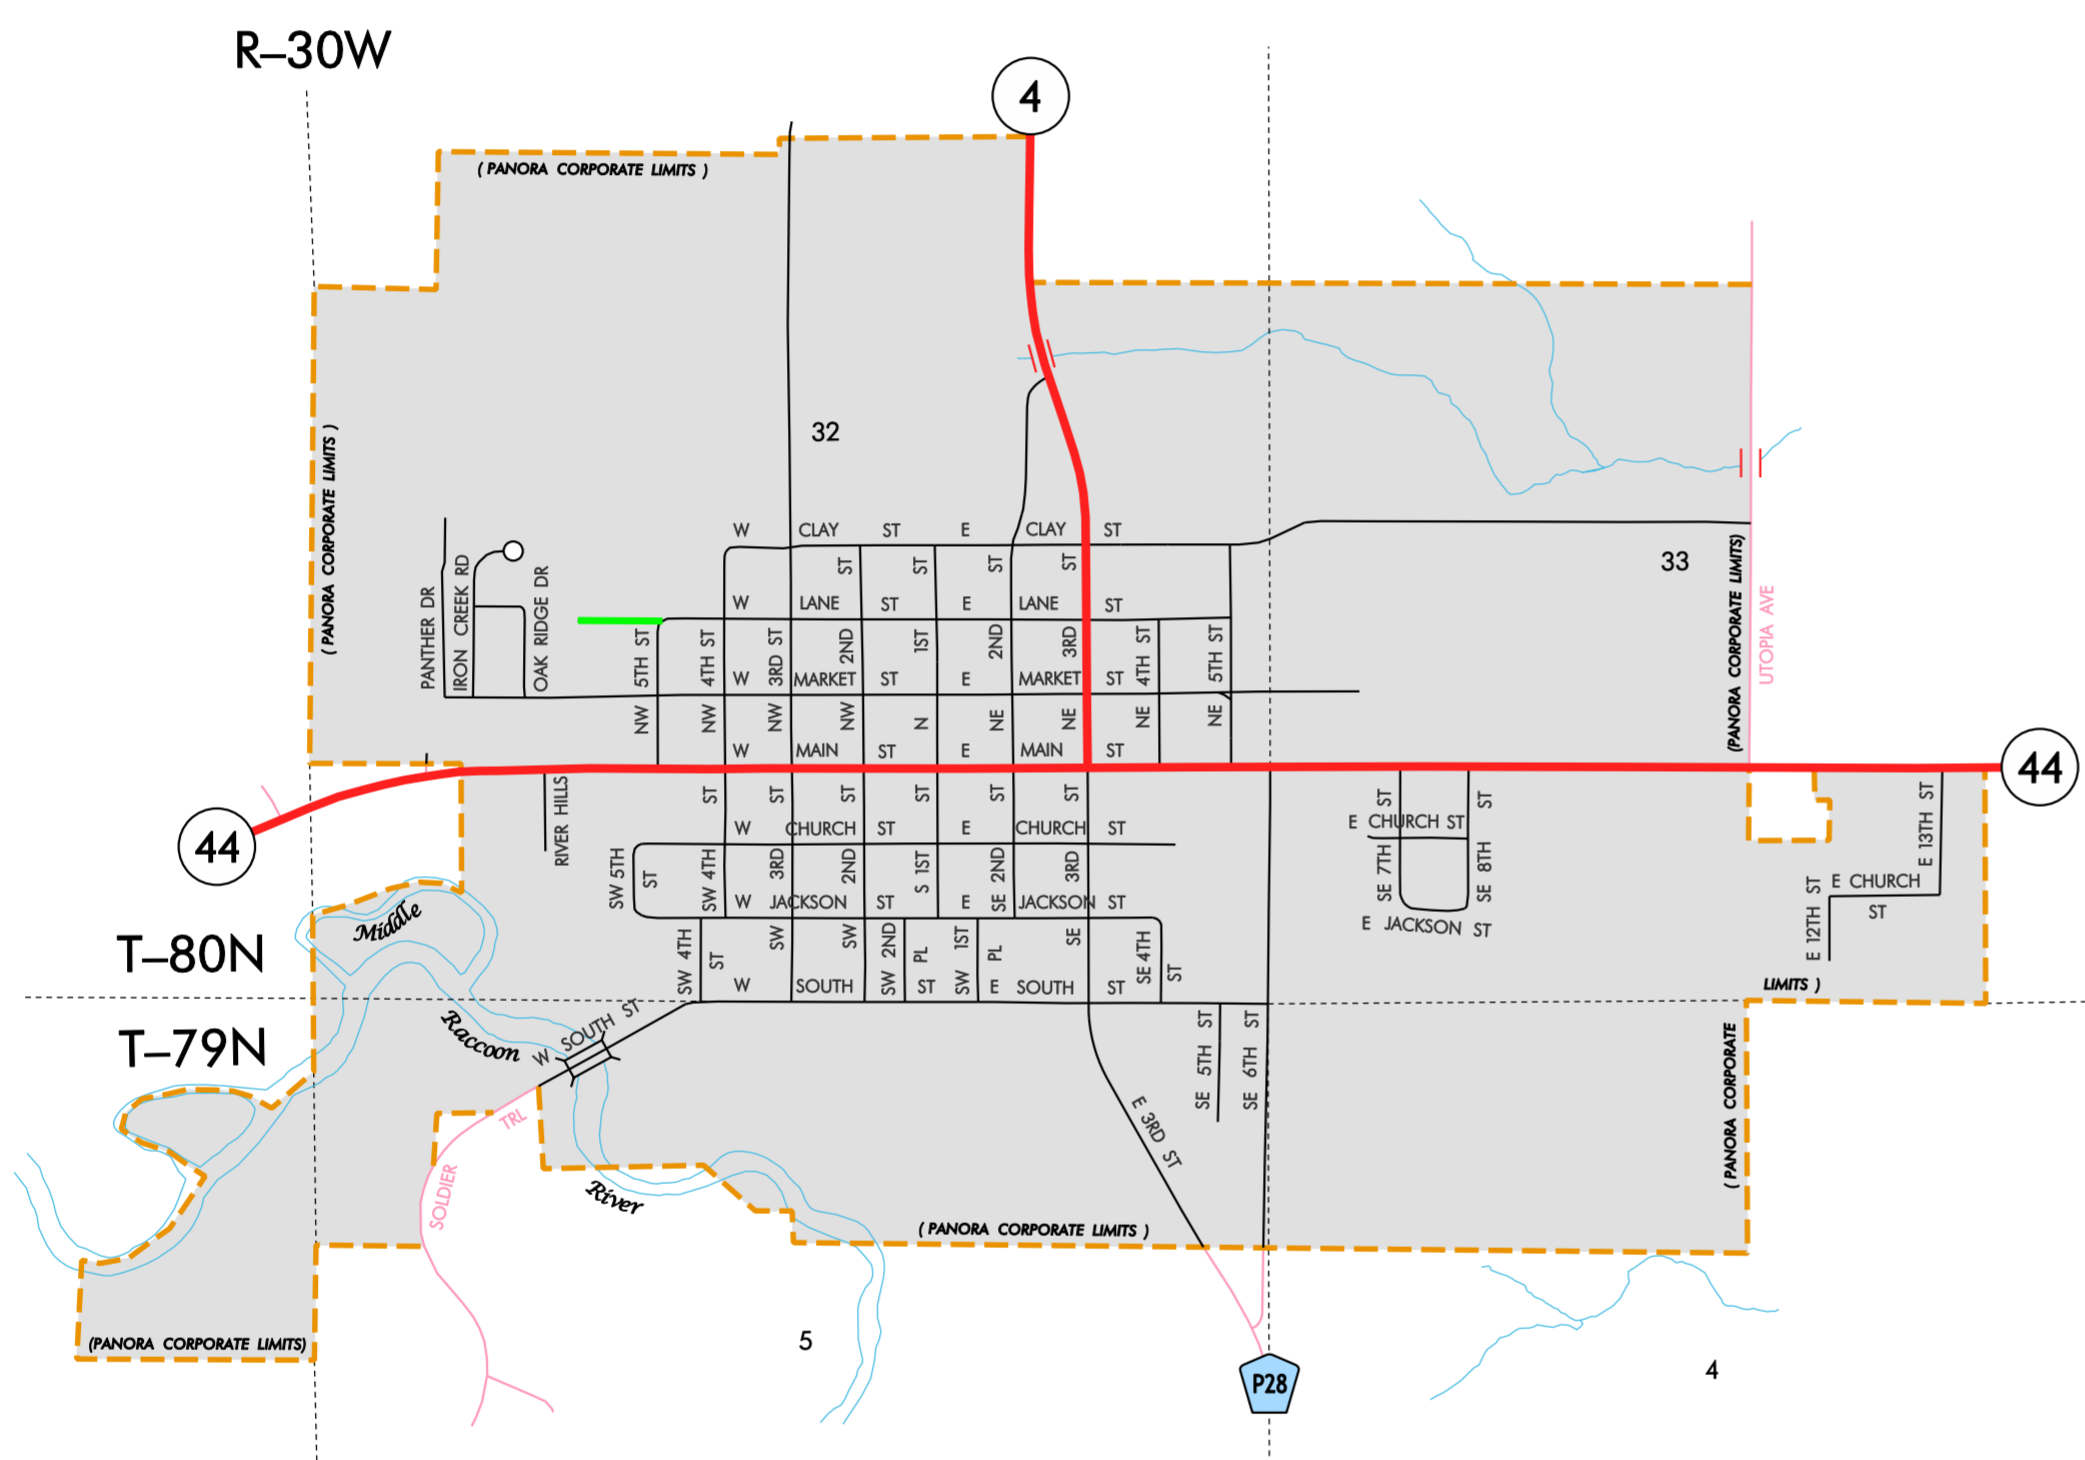 R–30W
4
( PANORA CORPORATE LIMITS )
( PANORA CORPORATE LIMITS )
32
33
(PANORA CORPORATE LIMITS)
UTOPIA AVE
W CLAY ST E CLAY ST
W LANE ST E LANE ST
W MARKET ST E MARKET ST
W MAIN ST E MAIN ST
PANTHER DR
IRON CREEK RD
OAK RIDGE DR
NW 5TH ST
NW 4TH ST
NW 3RD ST
NW 2ND ST
N 1ST ST
NE 2ND ST
NE 3RD ST
NE 4TH ST
NE 5TH ST
44
44
RIVER HILLS
W CHURCH ST E CHURCH ST
W JACKSON ST E JACKSON ST
W SOUTH ST E SOUTH ST
SW 5TH ST
SW 4TH ST
SW 3RD ST
SW 2ND ST
S 1ST ST
SE 2ND ST
SE 3RD ST
SW 4TH ST
SW 2ND PL
SW 1ST PL
SE 4TH ST
E CHURCH ST
SE 7TH ST
SE 8TH ST
E JACKSON ST
E 13TH ST
E CHURCH ST
E 12TH ST
LIMITS )
( PANORA CORPORATE
T–80N
T–79N
Middle
Raccoon
River
W SOUTH ST
SOLDIER TRL
SE 5TH ST
SE 6TH ST
E 3RD ST
( PANORA CORPORATE LIMITS )
(PANORA CORPORATE LIMITS)
5
4
P28